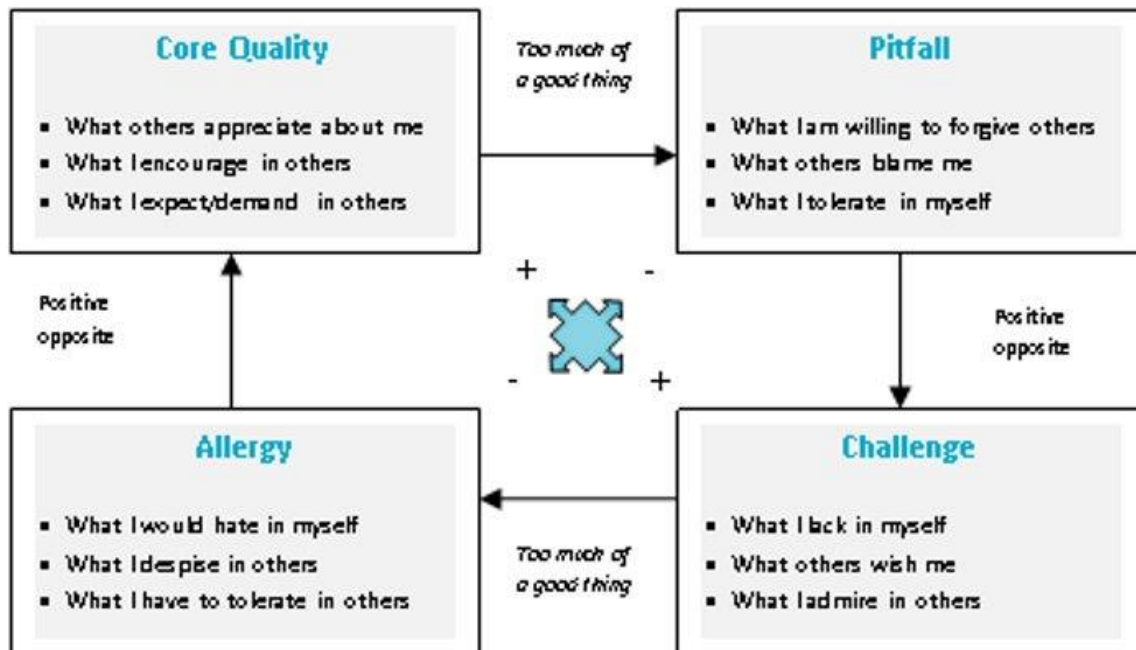 Core Quality
▪ What others appreciate about me
▪ What I encourage in others
▪ What I expect/demand in others
Too much of
a good thing
Pitfall
▪ What I am willing to forgive others
▪ What others blame me
▪ What I tolerate in myself
+ -
- +
Positive
opposite
Positive
opposite
Allergy
▪ What I would hate in myself
▪ What I despise in others
▪ What I have to tolerate in others
Too much of
a good thing
Challenge
▪ What I lack in myself
▪ What others wish me
▪ What I admire in others